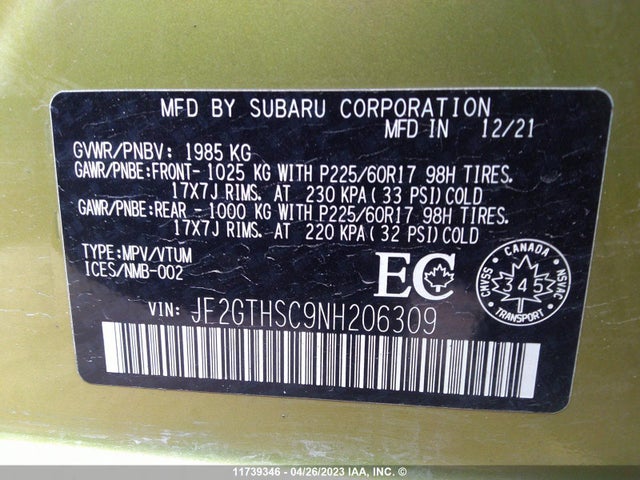 MFD BY SUBARU CORPORATION
MFD IN 12/21
GVWR/PNBV: 1985 KG
GAWR/PNBE:FRONT- 1025 KG WITH P225/60R17 98H TIRES.
17X7J RIMS. AT 230 KPA( 33 PSI)COLD
GAWR/PNBE:REAR - 1000 KG WITH P225/60R17 98H TIRES.
17X7J RIMS. AT 220 KPA( 32 PSI)COLD
TYPE:MPV/VTUM
ICES/NMB-002
EC
CANADA
CMVSS
NSVAC
345
TRANSPORT
VIN: JF2GTHSC9NH206309
11739346 - 04/26/2023 IAA, INC. ©